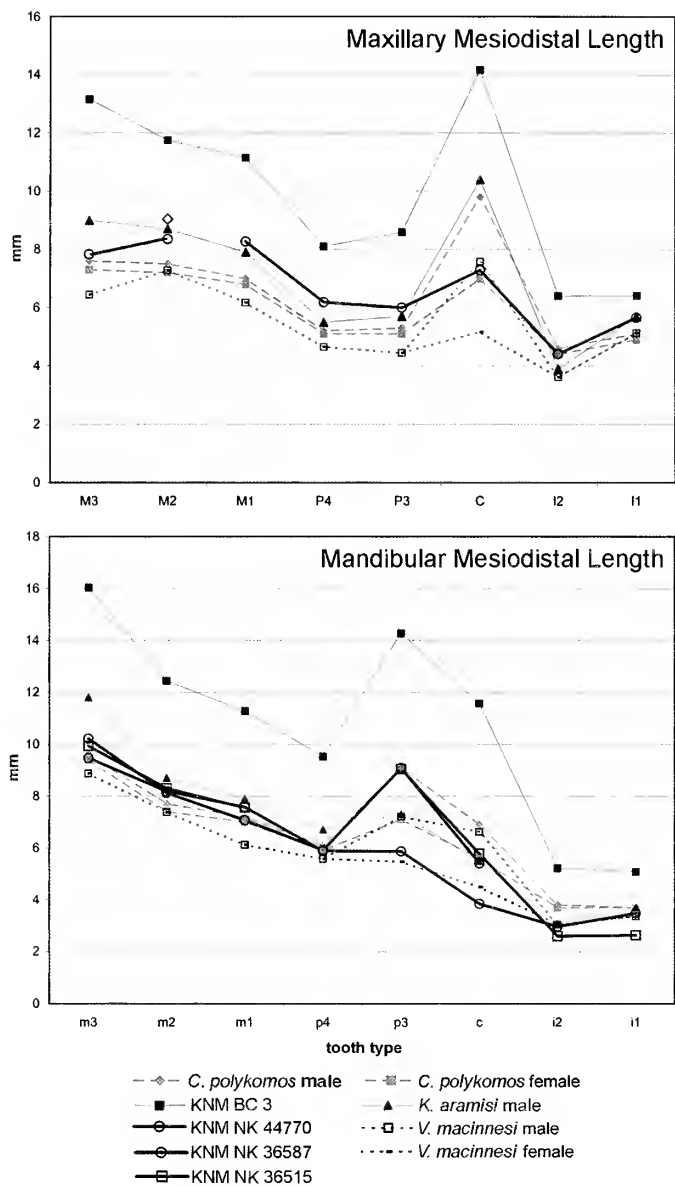 Maxillary Mesiodistal Length
16
14
12
10
8
6
4
2
0
mm
M3 M2 M1 P4 P3 C I2 I1
Mandibular Mesiodistal Length
18
16
14
12
10
8
6
4
2
0
mm
m3 m2 m1 p4 p3 c i2 i1
tooth type
C. polykomos male C. polykomos female
KNM BC 3 K. aramisi male
KNM NK 44770 V. macinnesi male
KNM NK 36587 V. macinnesi female
KNM NK 36515